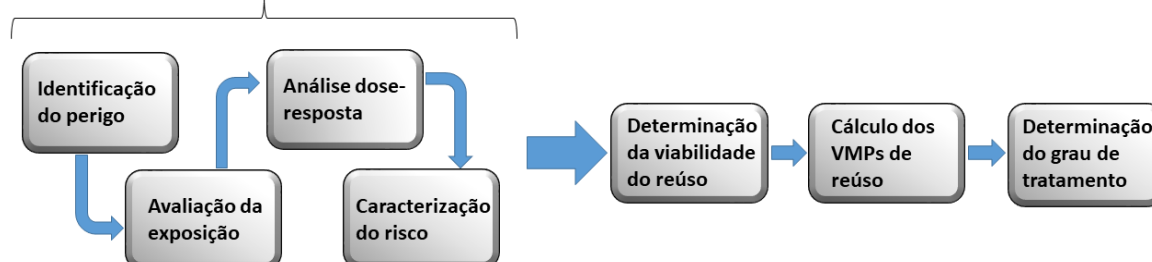 Identificação
do perigo
Avaliação da
exposição
Análise dose-
resposta
Caracterização
do risco
Determinação
da viabilidade
do reúso
Cálculo dos
VMPs de
reúso
Determinação
do grau de
tratamento